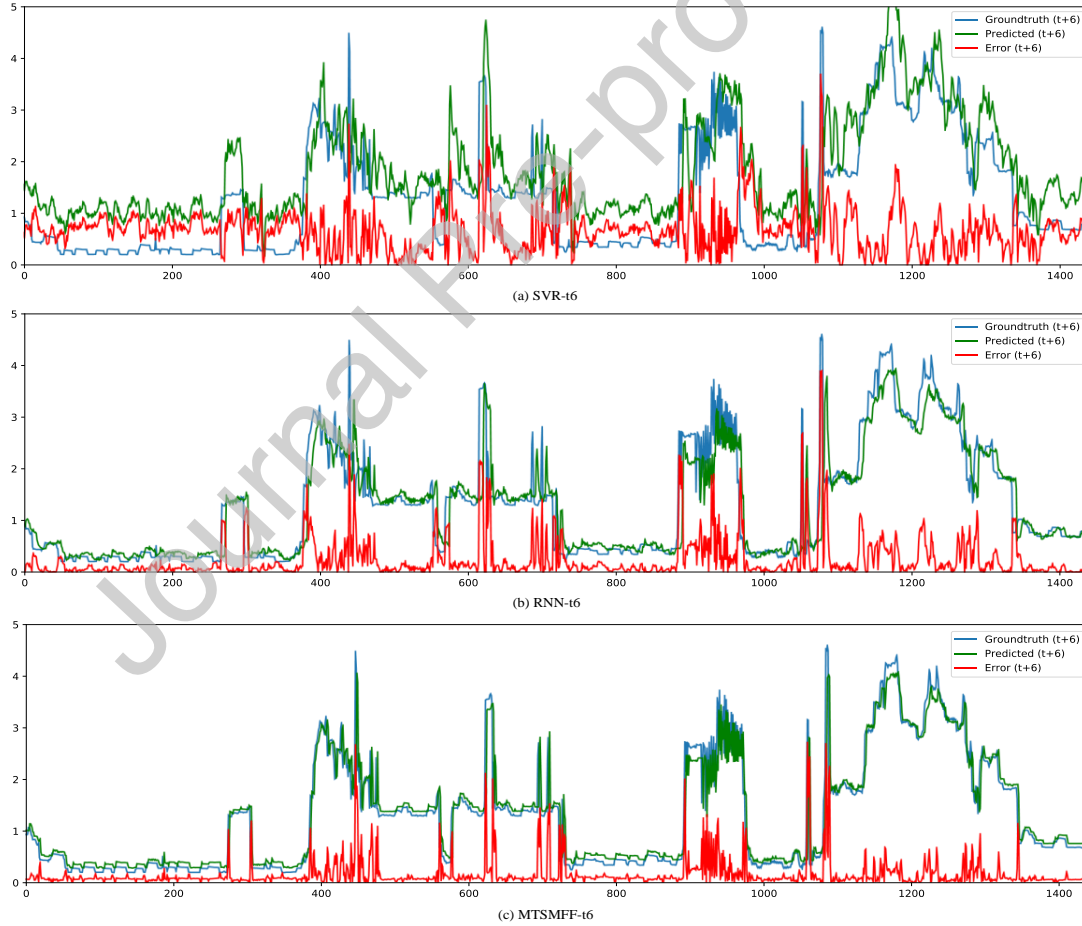 5
4
3
2
1
0
0 200 400 600 800 1000 1200 1400
Groundtruth (t+6)
Predicted (t+6)
Error (t+6)
(a) SVR-t6
5
4
3
2
1
0
0 200 400 600 800 1000 1200 1400
Groundtruth (t+6)
Predicted (t+6)
Error (t+6)
(b) RNN-t6
5
4
3
2
1
0
0 200 400 600 800 1000 1200 1400
Groundtruth (t+6)
Predicted (t+6)
Error (t+6)
(c) MTSMFF-t6
Journal Pre-pro